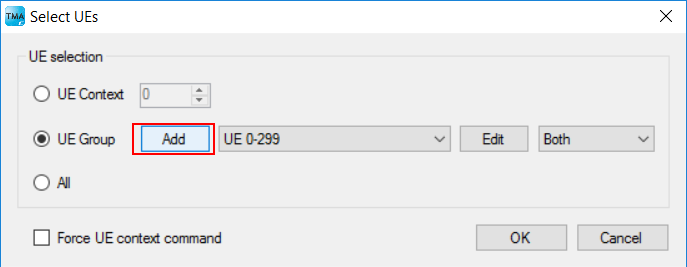 TMA Select UEs
UE selection
UE Context 0
UE Group Add UE 0-299 Edit Both
All
Force UE context command OK Cancel